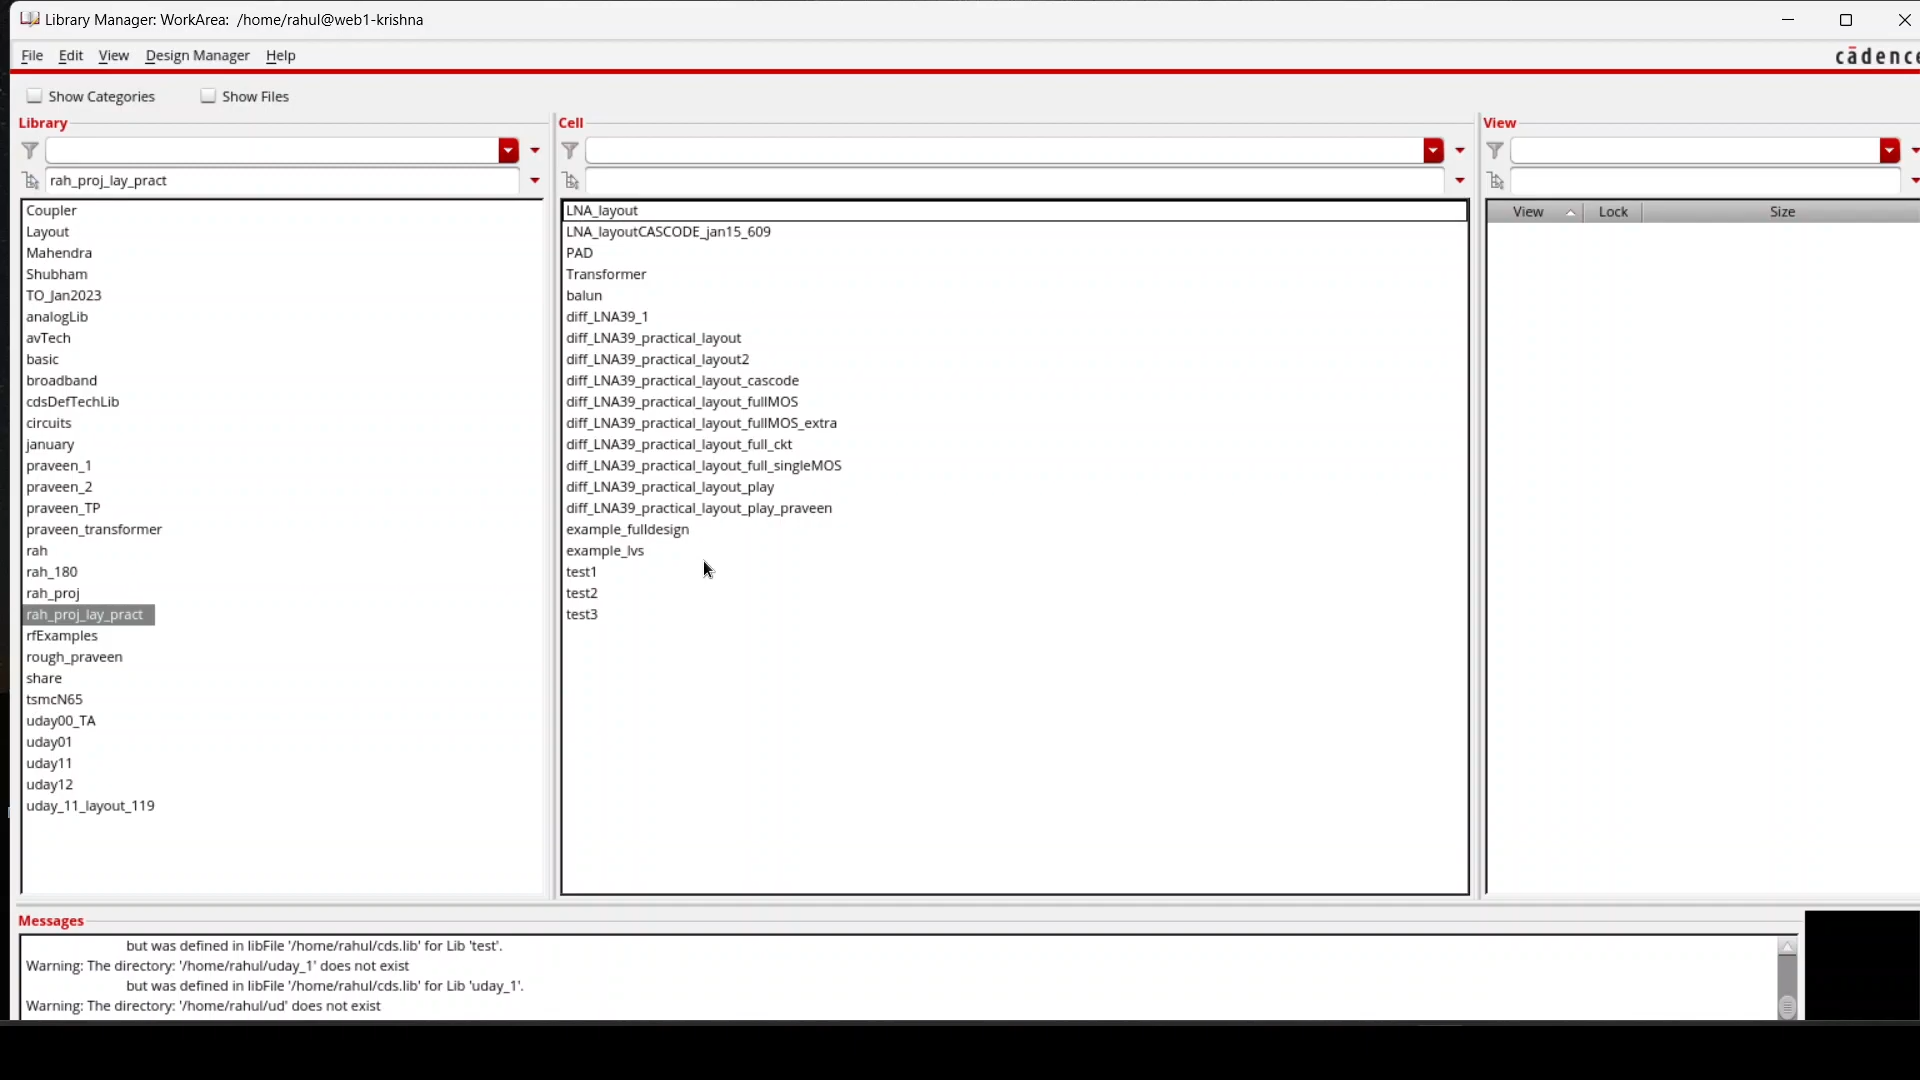 Library Manager: WorkArea: /home/rahul@web1-krishna
File Edit View Design Manager Help
cādence
Show Categories Show Files
Library
rah_proj_lay_pract
Coupler
Layout
Mahendra
Shubham
TO_Jan2023
analogLib
avTech
basic
broadband
cdsDefTechLib
circuits
january
praveen_1
praveen_2
praveen_TP
praveen_transformer
rah
rah_180
rah_proj
rah_proj_lay_pract
rfExamples
rough_praveen
share
tsmcN65
uday00_TA
uday01
uday11
uday12
uday_11_layout_119
Cell
LNA_layout
LNA_layoutCASCODE_jan15_609
PAD
Transformer
balun
diff_LNA39_1
diff_LNA39_practical_layout
diff_LNA39_practical_layout2
diff_LNA39_practical_layout_cascode
diff_LNA39_practical_layout_fullMOS
diff_LNA39_practical_layout_fullMOS_extra
diff_LNA39_practical_layout_full_ckt
diff_LNA39_practical_layout_full_singleMOS
diff_LNA39_practical_layout_play
diff_LNA39_practical_layout_play_praveen
example_fulldesign
example_lvs
test1
test2
test3
View
View Lock Size
Messages
but was defined in libFile '/home/rahul/cds.lib' for Lib 'test'.
Warning: The directory: '/home/rahul/uday_1' does not exist
but was defined in libFile '/home/rahul/cds.lib' for Lib 'uday_1'.
Warning: The directory: '/home/rahul/ud' does not exist